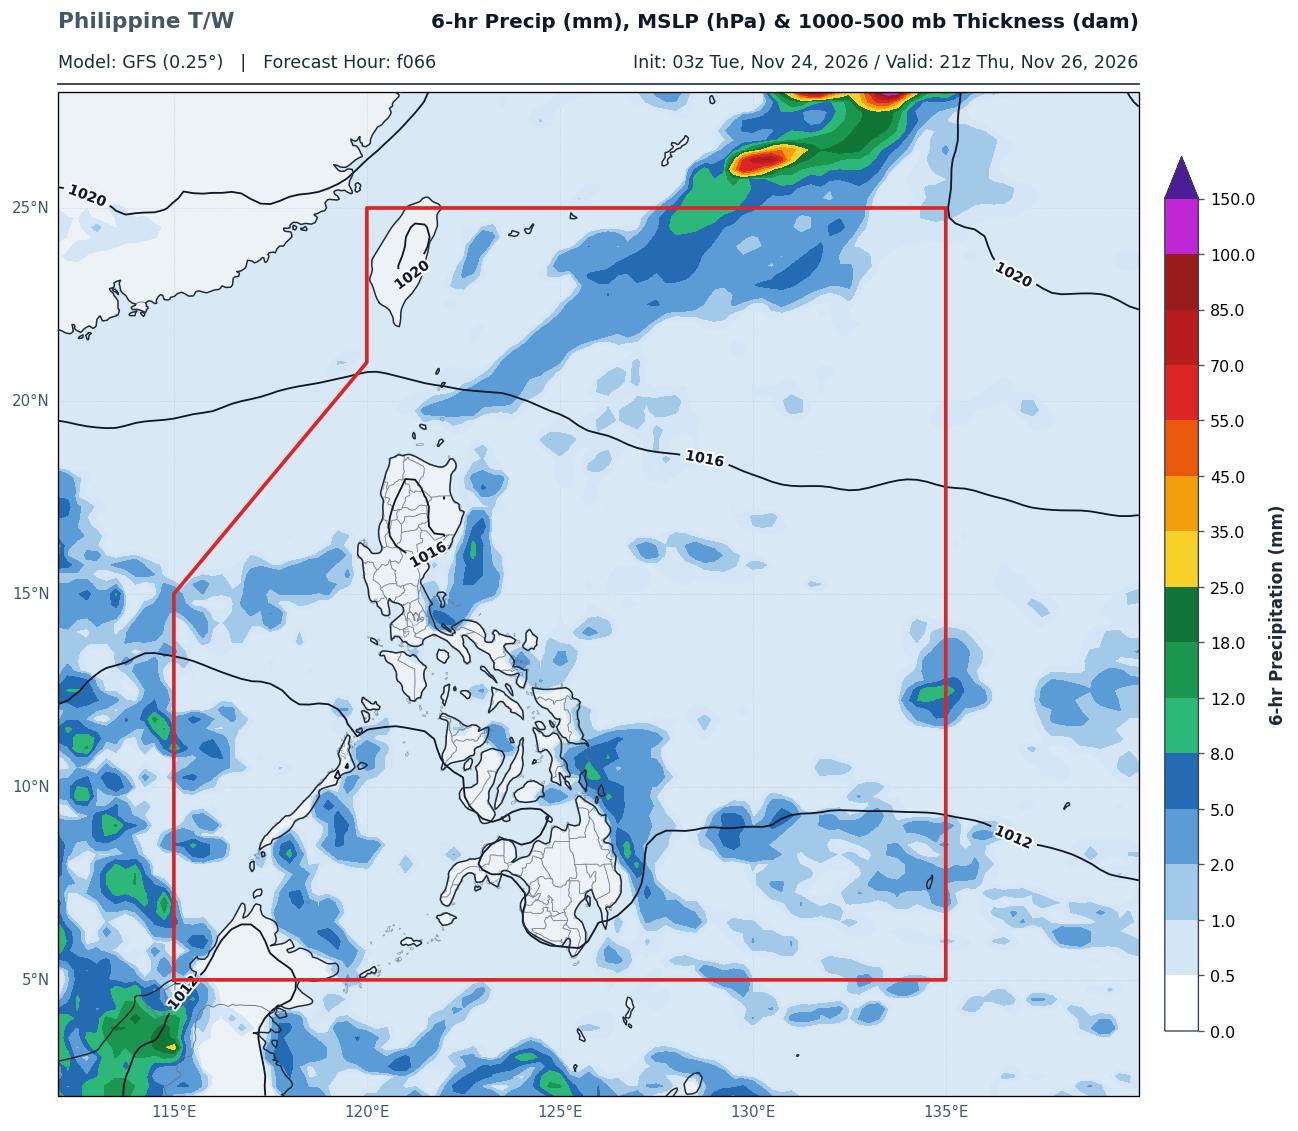 Philippine T/W
6-hr Precip (mm), MSLP (hPa) & 1000-500 mb Thickness (dam)
Model: GFS (0.25°) | Forecast Hour: f066
Init: 03z Tue, Nov 24, 2026 / Valid: 21z Thu, Nov 26, 2026
1020
1020
1020
1016
1016
1012
1012
25°N
20°N
15°N
10°N
5°N
115°E
120°E
125°E
130°E
135°E
150.0
100.0
85.0
70.0
55.0
45.0
35.0
25.0
18.0
12.0
8.0
5.0
2.0
1.0
0.5
0.0
6-hr Precipitation (mm)